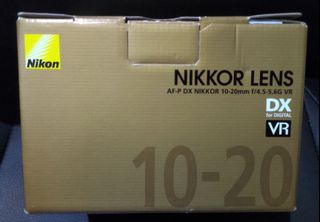 Nikon
NIKKOR LENS
AF-P DX NIKKOR 10-20mm f/4.5-5.6G VR
DX
for DIGITAL
VR
10-20